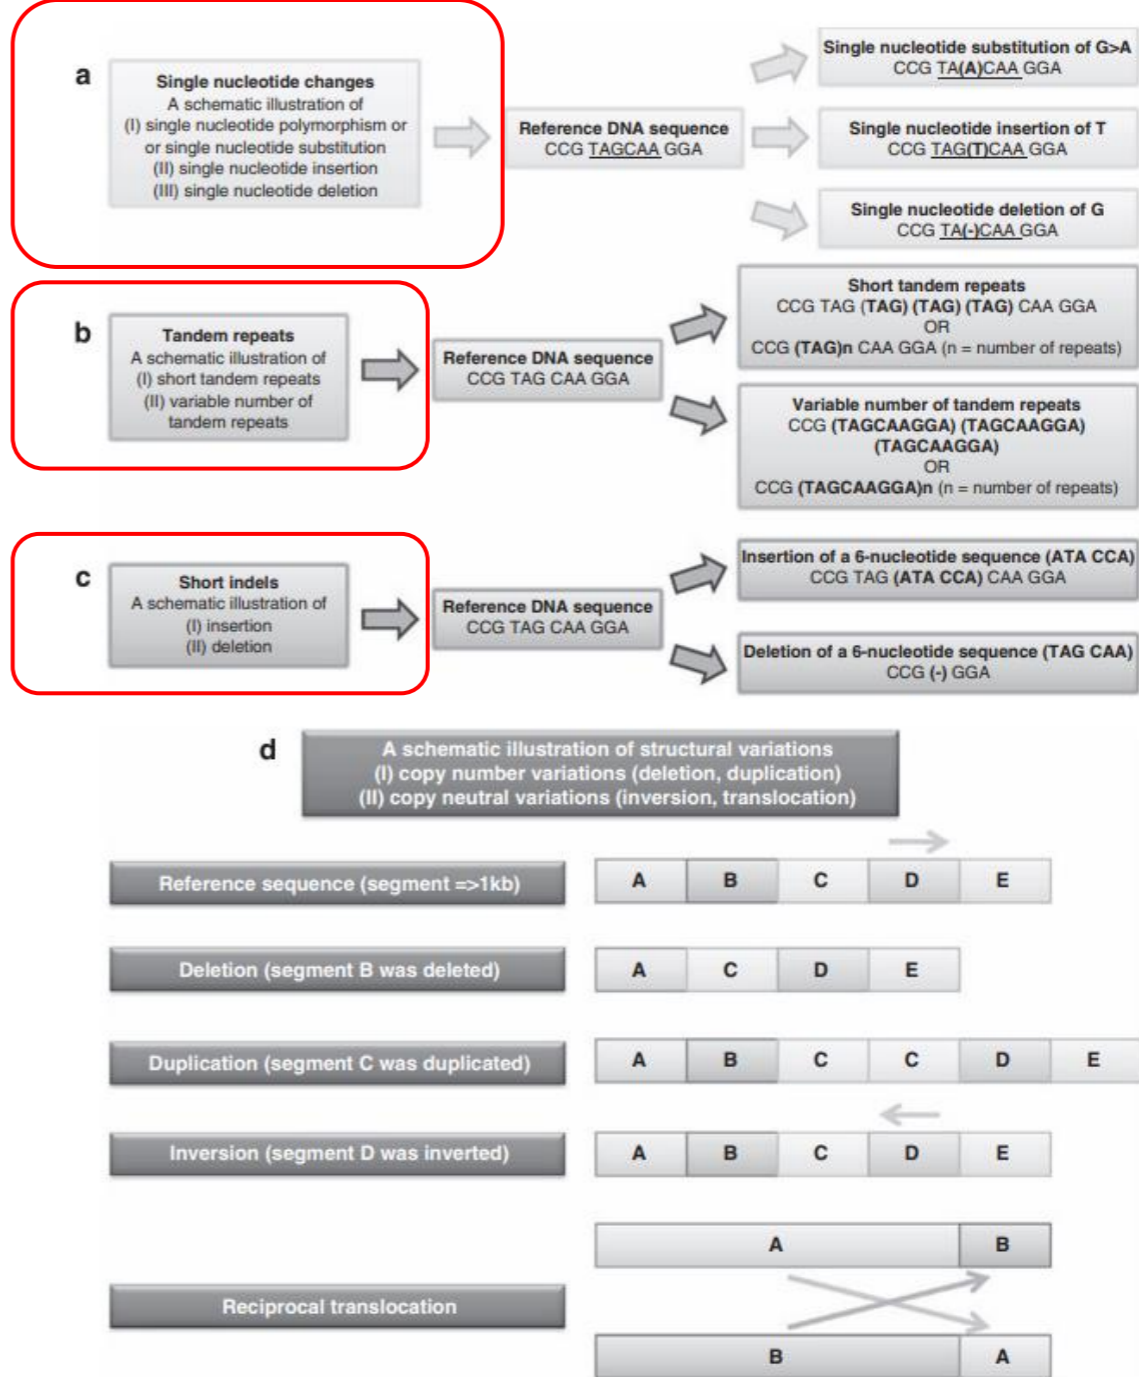 a
Single nucleotide changes
A schematic illustration of
(I) single nucleotide polymorphism or
or single nucleotide substitution
(II) single nucleotide insertion
(III) single nucleotide deletion
Reference DNA sequence
CCG TAGCAA GGA
Single nucleotide substitution of G>A
CCG TA(A)CAA GGA
Single nucleotide insertion of T
CCG TAG(T)CAA GGA
Single nucleotide deletion of G
CCG TA(-)CAA GGA
b
Tandem repeats
A schematic illustration of
(I) short tandem repeats
(II) variable number of
tandem repeats
Reference DNA sequence
CCG TAG CAA GGA
Short tandem repeats
CCG TAG (TAG) (TAG) (TAG) CAA GGA
OR
CCG (TAG)n CAA GGA (n = number of repeats)
Variable number of tandem repeats
CCG (TAGCAAGGA) (TAGCAAGGA)
(TAGCAAGGA)
OR
CCG (TAGCAAGGA)n (n = number of repeats)
c
Short indels
A schematic illustration of
(I) insertion
(II) deletion
Reference DNA sequence
CCG TAG CAA GGA
Insertion of a 6-nucleotide sequence (ATA CCA)
CCG TAG (ATA CCA) CAA GGA
Deletion of a 6-nucleotide sequence (TAG CAA)
CCG (-) GGA
d
A schematic illustration of structural variations
(I) copy number variations (deletion, duplication)
(II) copy neutral variations (inversion, translocation)
Reference sequence (segment =>1kb)
A B C D E
Deletion (segment B was deleted)
A C D E
Duplication (segment C was duplicated)
A B C C D E
Inversion (segment D was inverted)
A B C D E
Reciprocal translocation
A B
B A